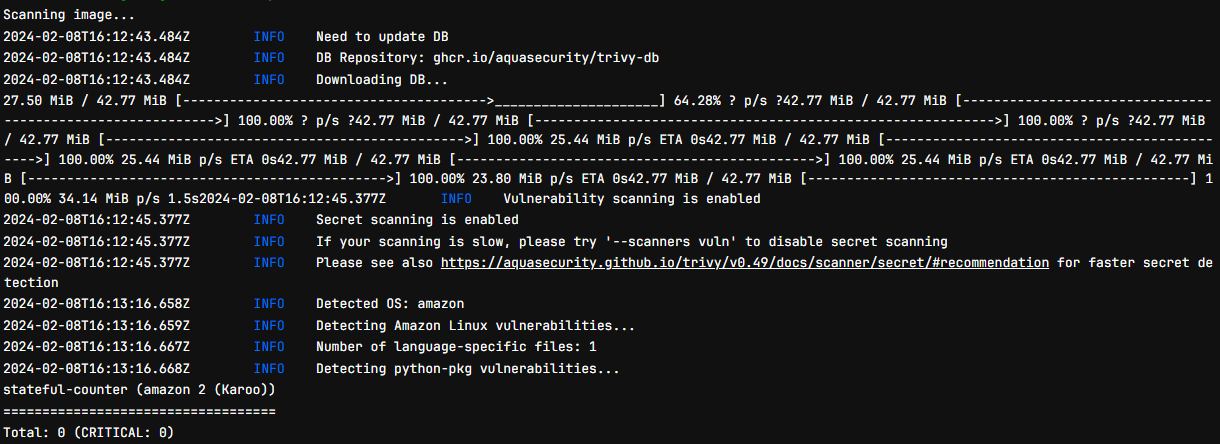 Scanning image...
2024-02-08T16:12:43.484Z        INFO    Need to update DB
2024-02-08T16:12:43.484Z        INFO    DB Repository: ghcr.io/aquasecurity/trivy-db
2024-02-08T16:12:43.484Z        INFO    Downloading DB...
27.50 MiB / 42.77 MiB [--------------------------------------->_____________________] 64.28% ? p/s ?42.77 MiB / 42.77 MiB [--------------------------------
--------------------------->] 100.00% ? p/s ?42.77 MiB / 42.77 MiB [----------------------------------------------------------->] 100.00% ? p/s ?42.77 MiB
/ 42.77 MiB [---------------------------------------------->] 100.00% 25.44 MiB p/s ETA 0s42.77 MiB / 42.77 MiB [------------------------------------------
---->] 100.00% 25.44 MiB p/s ETA 0s42.77 MiB / 42.77 MiB [---------------------------------------------->] 100.00% 25.44 MiB p/s ETA 0s42.77 MiB / 42.77 Mi
B [---------------------------------------------->] 100.00% 23.80 MiB p/s ETA 0s42.77 MiB / 42.77 MiB [-------------------------------------------------] 1
00.00% 34.14 MiB p/s 1.5s2024-02-08T16:12:45.377Z       INFO    Vulnerability scanning is enabled
2024-02-08T16:12:45.377Z        INFO    Secret scanning is enabled
2024-02-08T16:12:45.377Z        INFO    If your scanning is slow, please try '--scanners vuln' to disable secret scanning
2024-02-08T16:12:45.377Z        INFO    Please see also https://aquasecurity.github.io/trivy/v0.49/docs/scanner/secret/#recommendation for faster secret de
tection
2024-02-08T16:13:16.658Z        INFO    Detected OS: amazon
2024-02-08T16:13:16.659Z        INFO    Detecting Amazon Linux vulnerabilities...
2024-02-08T16:13:16.667Z        INFO    Number of language-specific files: 1
2024-02-08T16:13:16.668Z        INFO    Detecting python-pkg vulnerabilities...
stateful-counter (amazon 2 (Karoo))
===================================
Total: 0 (CRITICAL: 0)